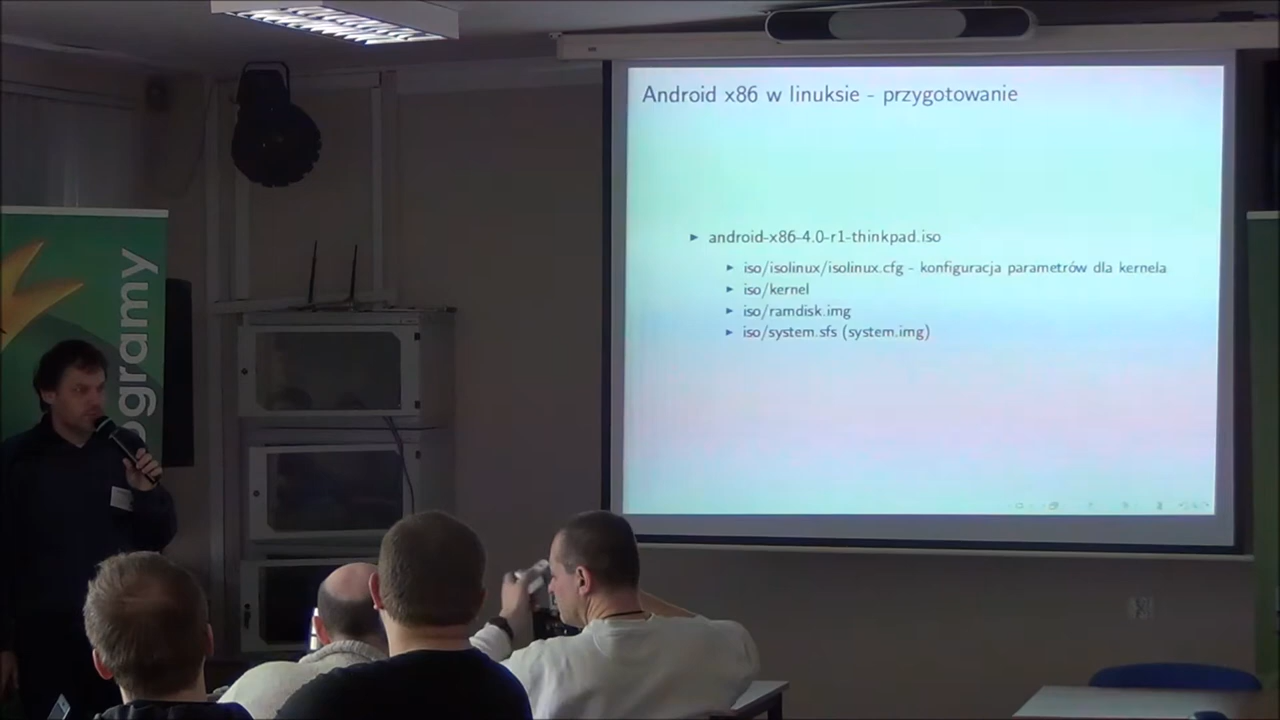 Android x86 w linuksie - przygotowanie
android-x86-4.0-r1-thinkpad.iso
iso/isolinux/isolinux.cfg - konfiguracja parametrów dla kernela
iso/kernel
iso/ramdisk.img
iso/system.sfs (system.img)
ogramy